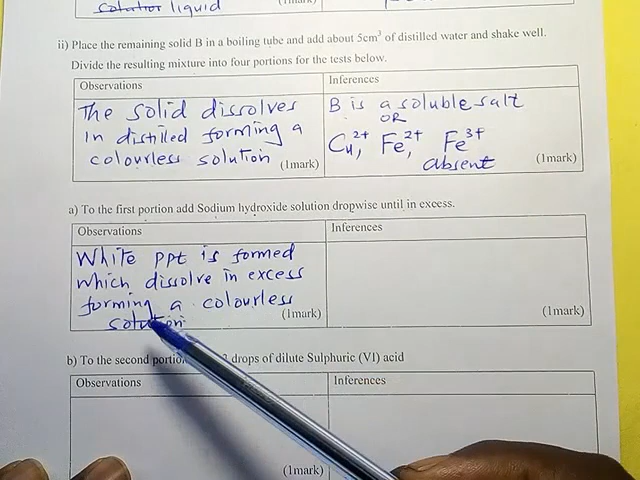 solution liquid
ii) Place the remaining solid B in a boiling tube and add about 5cm³ of distilled water and shake well.
Divide the resulting mixture into four portions for the tests below.
Observations
Inferences
The solid dissolves
in distilled forming a
colourless solution (1mark)
B is a soluble salt
OR
Cu²⁺, Fe²⁺, Fe³⁺
absent
(1mark)
a) To the first portion add Sodium hydroxide solution dropwise until in excess.
Observations
Inferences
White ppt is formed
which dissolve in excess
forming a colourless
solution
(1mark)
(1mark)
b) To the second portion drops of dilute Sulphuric (VI) acid
Observations
Inferences
(1mark)